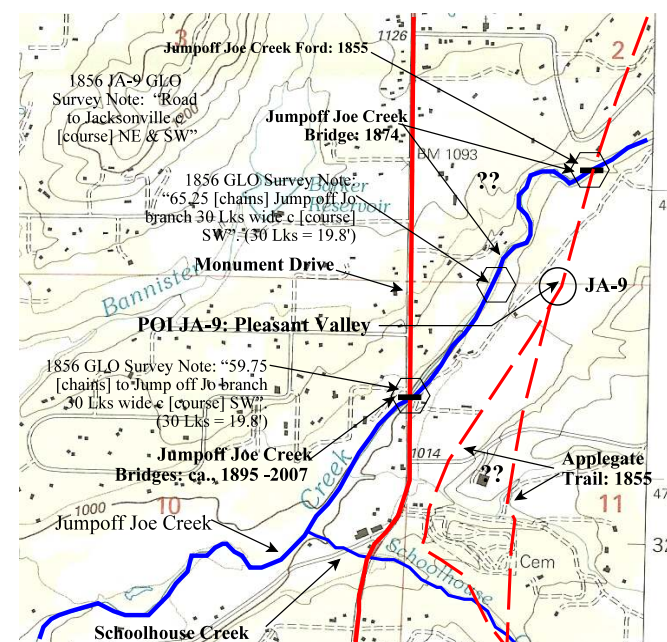 3
1126
Jumpoff Joe Creek Ford: 1855
2
1856 JA-9 GLO
Survey Note: “Road
to Jacksonville c
[course] NE & SW”
200
Jumpoff Joe Creek
Bridge: 1874
BM 1093
??
1856 GLO Survey Note:
“65.25 [chains] Jump off Jo
branch 30 Lks wide c [course]
SW”. (30 Lks = 19.8')
Reservoir
4
Monument Drive
Bannister
JA-9
POI JA-9: Pleasant Valley
1856 GLO Survey Note: “59.75
[chains] to Jump off Jo branch
30 Lks wide c [course] SW”.
(30 Lks = 19.8')
Jumpoff Joe Creek
Bridges: ca., 1895 -2007
1014
??
Applegate
Trail: 1855
Creek
47
1000
10
11
Jumpoff Joe Creek
Schoolhouse
Cem
32
Schoolhouse Creek